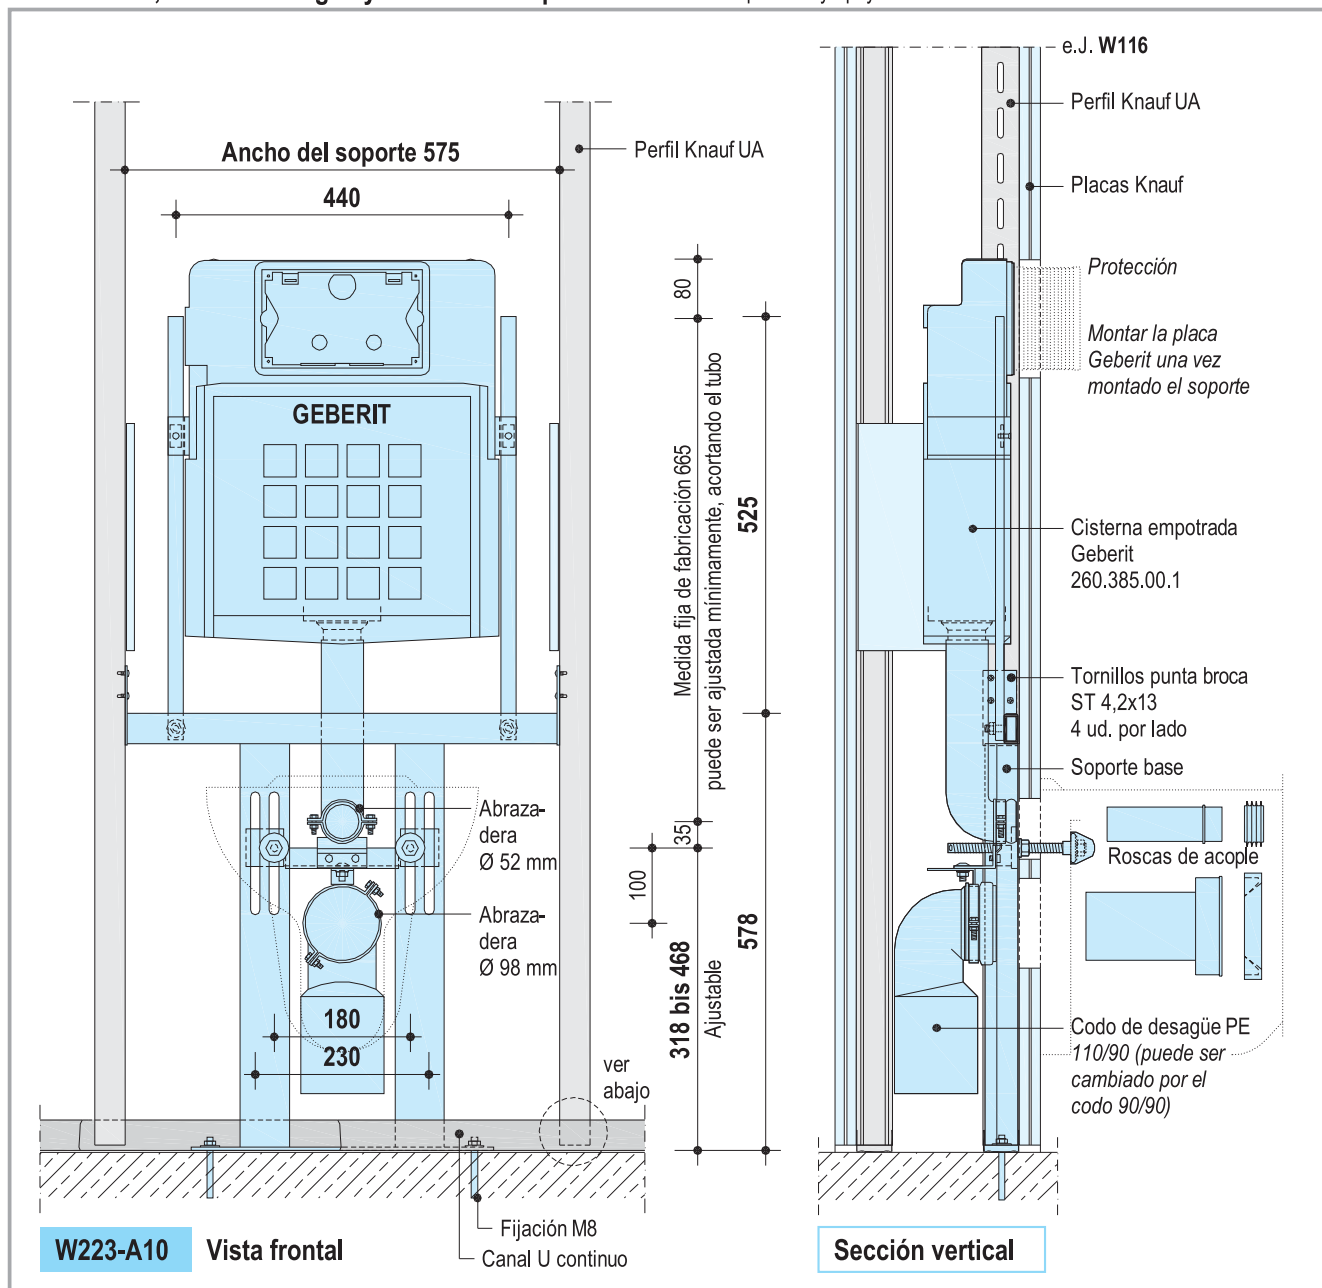 e.J. W116
Perfil Knauf UA
Ancho del soporte 575
Perfil Knauf UA
440
Placas Knauf
Protección
80
Montar la placa
Geberit una vez
montado el soporte
GEBERIT
Medida fija de fabricación 665
puede ser ajustada mínimamente, acortando el tubo
525
Cisterna empotrada
Geberit
260.385.00.1
Tornillos punta broca
ST 4,2x13
4 ud. por lado
Soporte base
Abraza-
dera
Ø 52 mm
35
100
Roscas de acople
Abraza-
dera
Ø 98 mm
318 bis 468
Ajustable
578
180
230
Codo de desagüe PE
110/90 (puede ser
cambiado por el
codo 90/90)
ver
abajo
Fijación M8
Canal U continuo
W223-A10 Vista frontal
Sección vertical